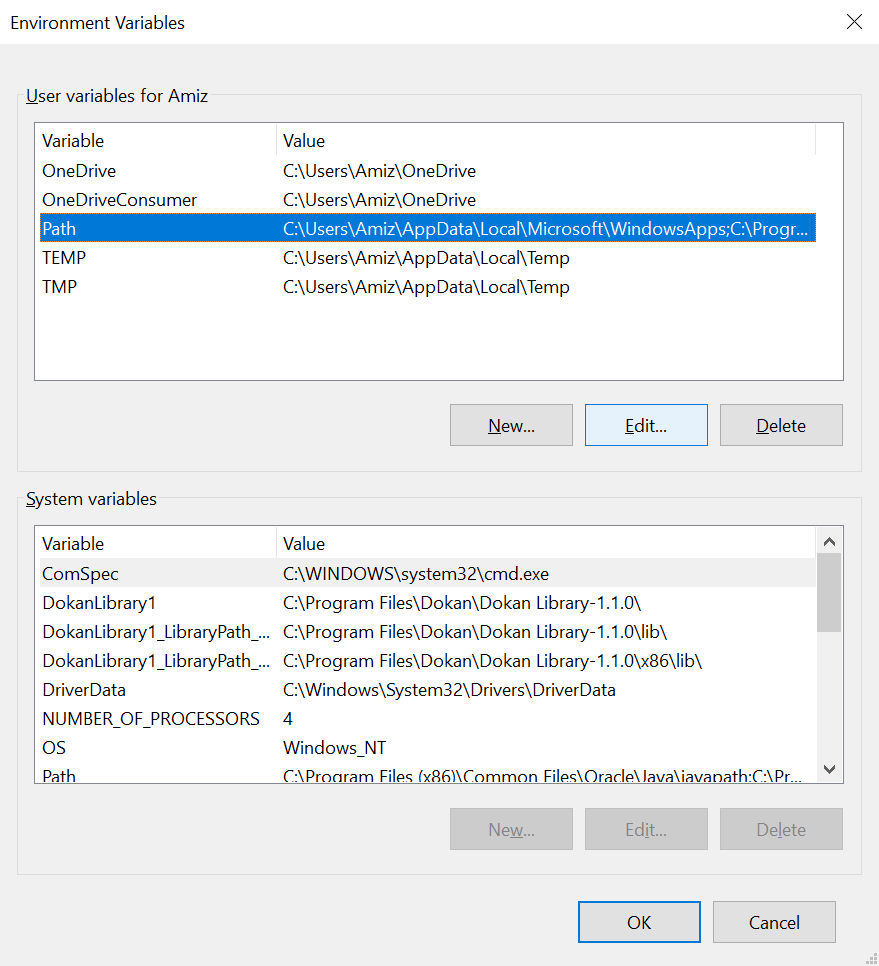 Environment Variables
User variables for Amiz
Variable Value
OneDrive C:\Users\Amiz\OneDrive
OneDriveConsumer C:\Users\Amiz\OneDrive
Path C:\Users\Amiz\AppData\Local\Microsoft\WindowsApps;C:\Progr...
TEMP C:\Users\Amiz\AppData\Local\Temp
TMP C:\Users\Amiz\AppData\Local\Temp
New... Edit... Delete
System variables
Variable Value
ComSpec C:\WINDOWS\system32\cmd.exe
DokanLibrary1 C:\Program Files\Dokan\Dokan Library-1.1.0\
DokanLibrary1_LibraryPath_... C:\Program Files\Dokan\Dokan Library-1.1.0\lib\
DokanLibrary1_LibraryPath_... C:\Program Files\Dokan\Dokan Library-1.1.0\x86\lib\
DriverData C:\Windows\System32\Drivers\DriverData
NUMBER_OF_PROCESSORS 4
OS Windows_NT
Path C:\Program Files (x86)\Common Files\Oracle\Java\javapath;C:\Pr...
New... Edit... Delete
OK Cancel